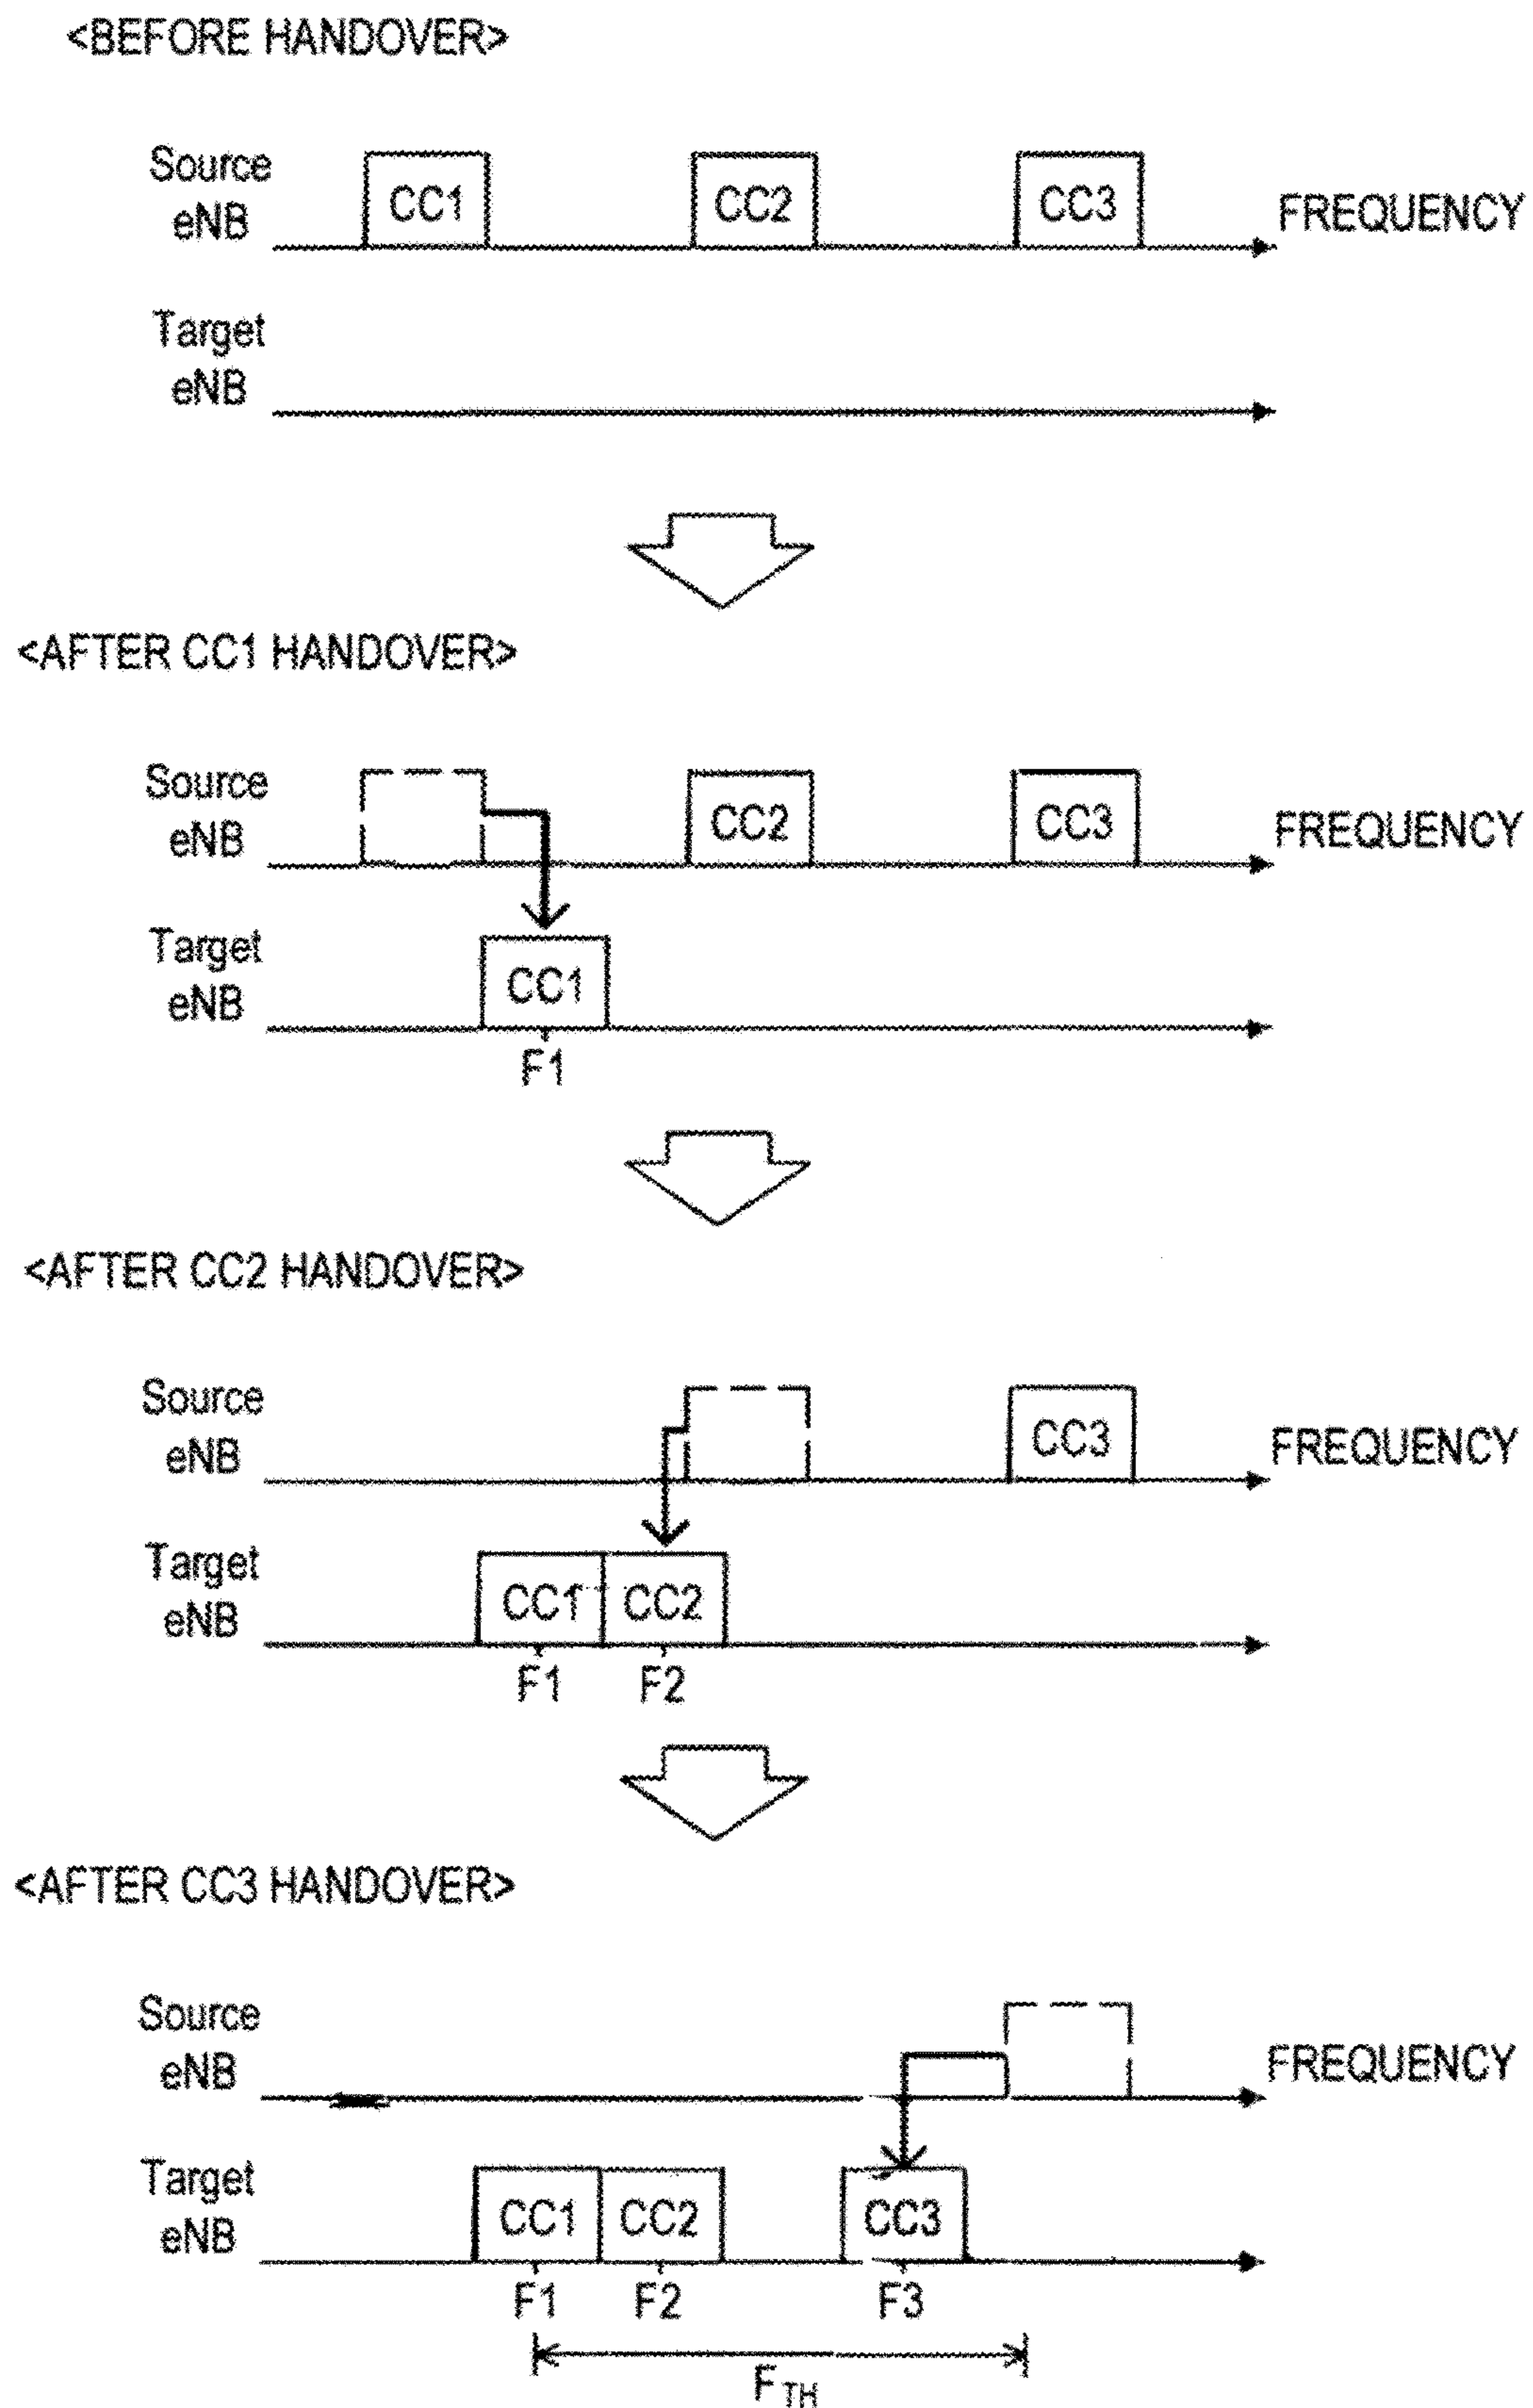 <BEFORE HANDOVER>
Source
eNB
CC1
CC2
CC3
FREQUENCY
Target
eNB
<AFTER CC1 HANDOVER>
Source
eNB
CC2
CC3
FREQUENCY
Target
eNB
CC1
F1
<AFTER CC2 HANDOVER>
Source
eNB
CC3
FREQUENCY
Target
eNB
CC1
CC2
F1
F2
<AFTER CC3 HANDOVER>
Source
eNB
FREQUENCY
Target
eNB
CC1
CC2
CC3
F1
F2
F3
FTH